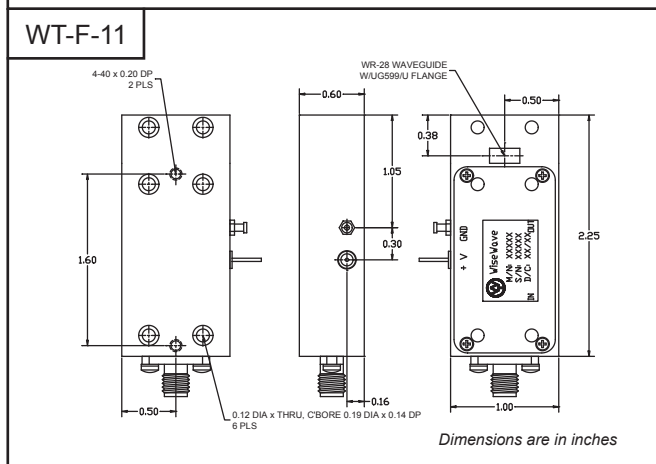 WT-F-11
4-40 x 0.20 DP
2 PLS
WR-28 WAVEGUIDE
W/UG599/U FLANGE
0.60
0.50
0.38
1.05
0.30
1.60
2.25
+ V GND
WiseWave
M/N: XXXXX
S/N: XXXXX
D/C: XX/XX
IN
OUT
0.50
0.16
1.00
0.12 DIA x THRU, C'BORE 0.19 DIA x 0.14 DP
6 PLS
Dimensions are in inches